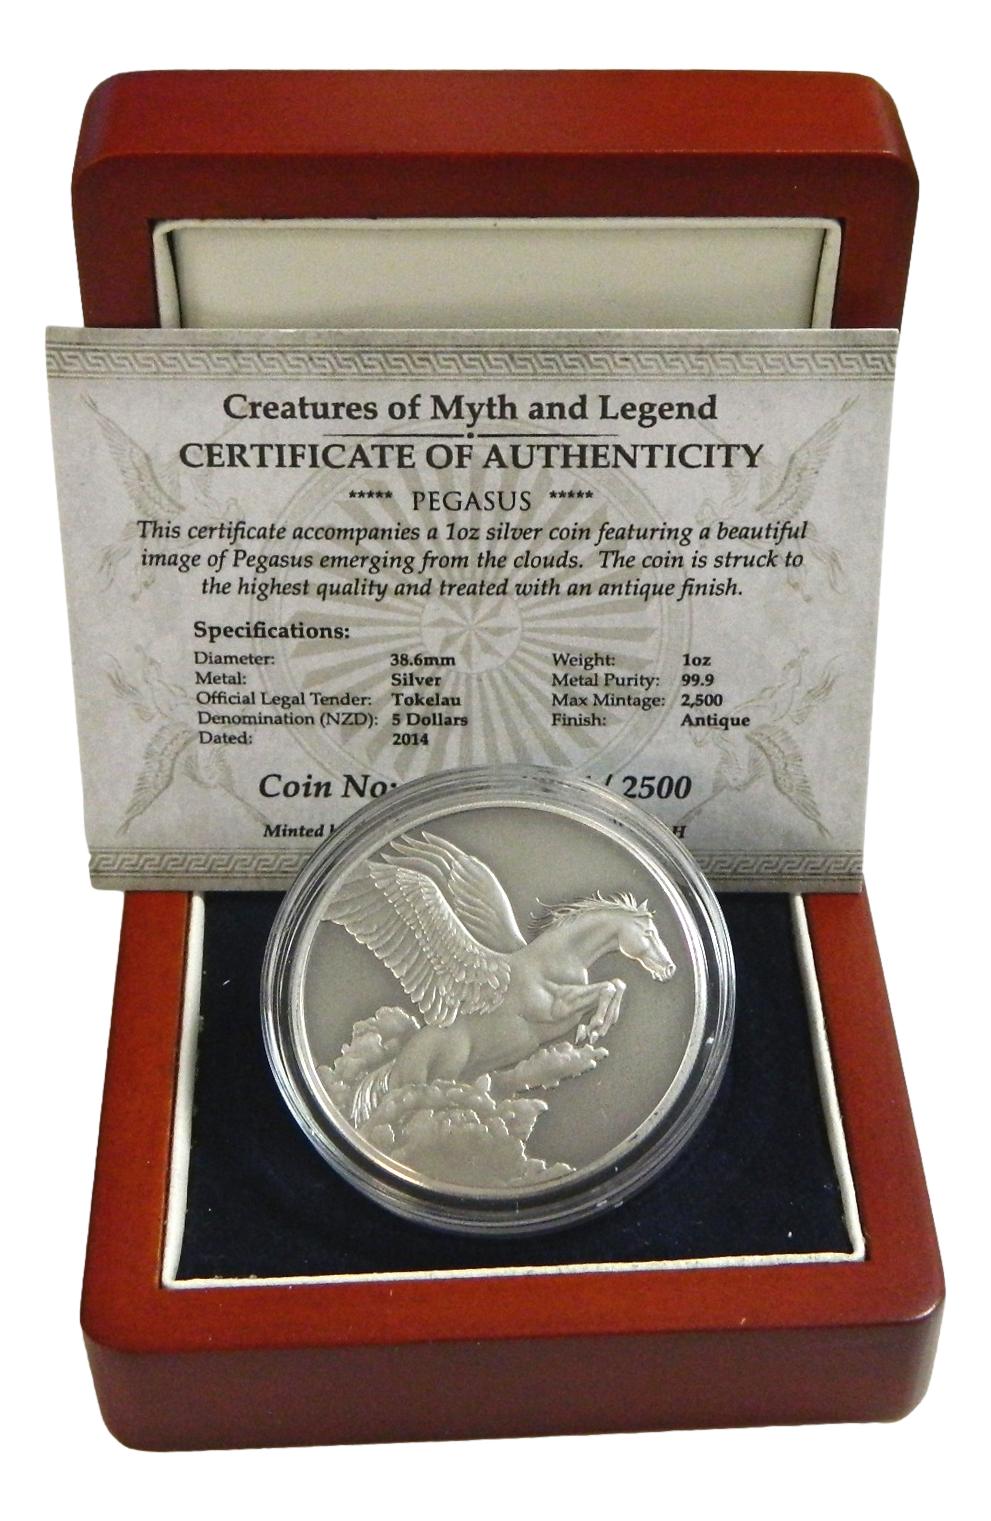 Creatures of Myth and Legend
CERTIFICATE OF AUTHENTICITY
***** PEGASUS *****
This certificate accompanies a 1oz silver coin featuring a beautiful
image of Pegasus emerging from the clouds. The coin is struck to
the highest quality and treated with an antique finish.
Specifications:
Diameter: 38.6mm Weight: 1oz
Metal: Silver Metal Purity: 99.9
Official Legal Tender: Tokelau Max Mintage: 2,500
Denomination (NZD): 5 Dollars Finish: Antique
Dated: 2014
Coin No: / 2500
Minted H